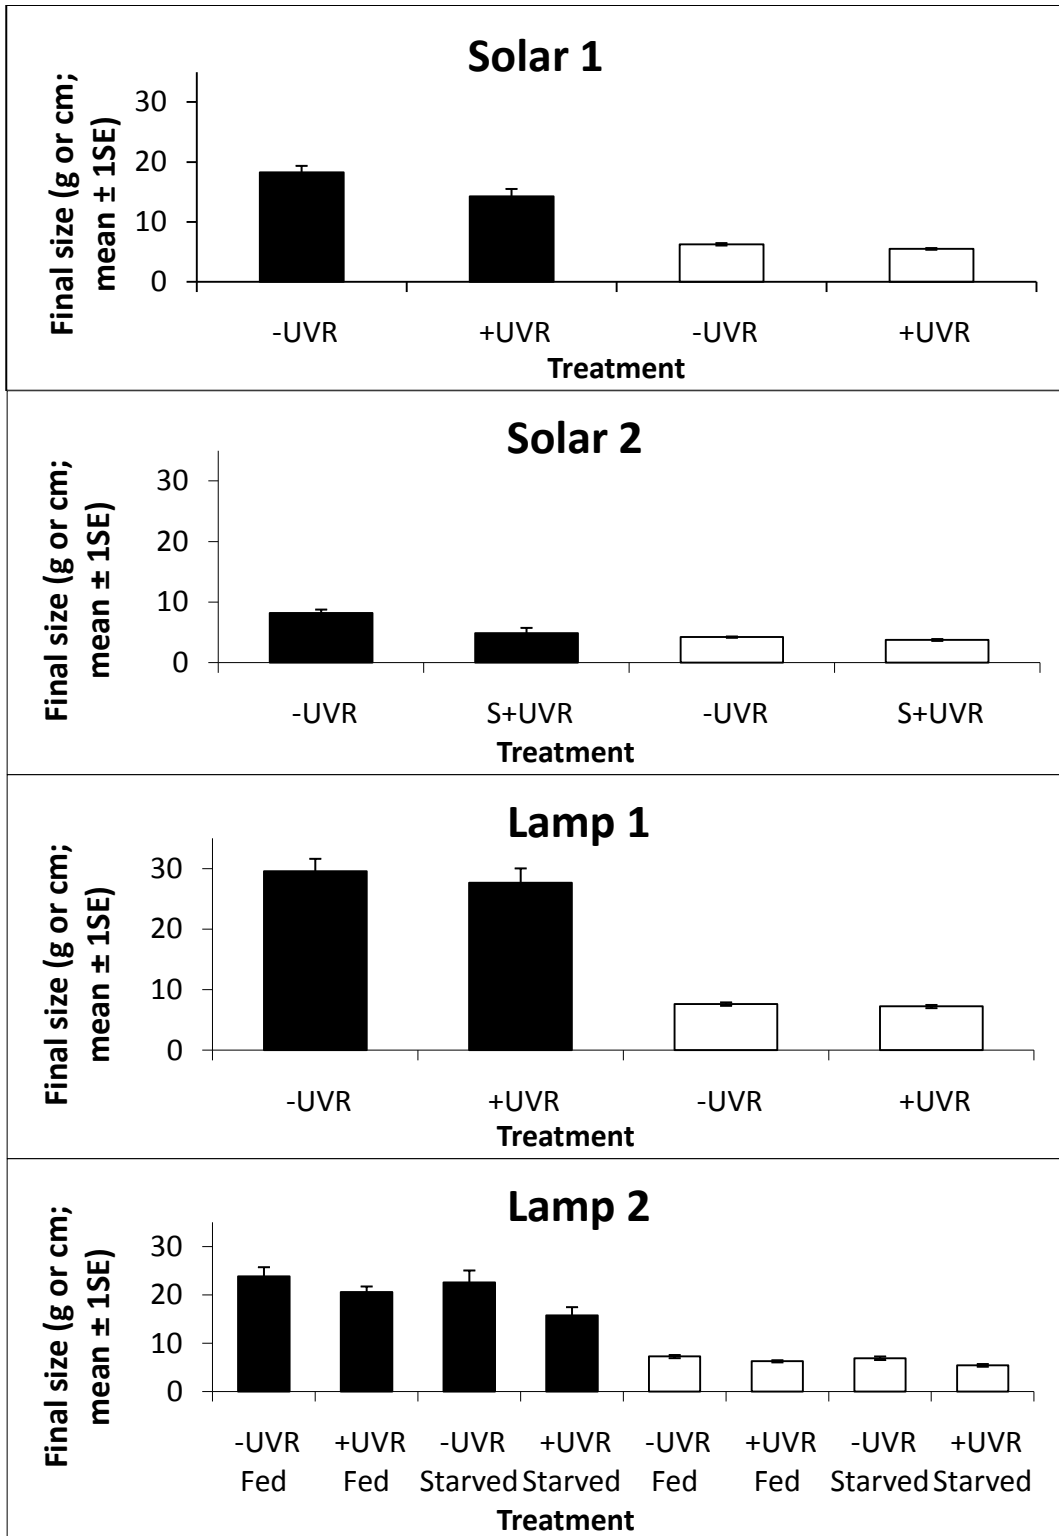 Solar 1
Final size (g or cm;
mean ± 1SE)
30
20
10
0
-UVR +UVR -UVR +UVR
Treatment
Solar 2
Final size (g or cm;
mean ± 1SE)
30
20
10
0
-UVR S+UVR -UVR S+UVR
Treatment
Lamp 1
Final size (g or cm;
mean ± 1SE)
30
20
10
0
-UVR +UVR -UVR +UVR
Treatment
Lamp 2
Final size (g or cm;
mean ± 1SE)
30
20
10
0
-UVR +UVR -UVR +UVR -UVR +UVR -UVR +UVR
Fed Fed Starved Starved Fed Fed Starved Starved
Treatment